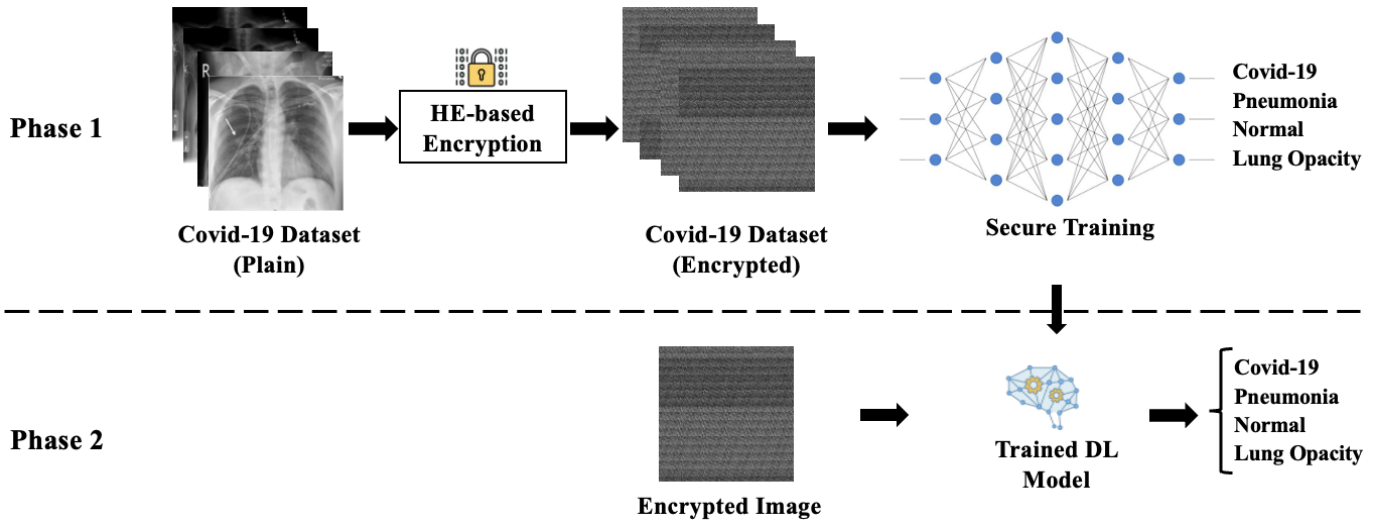 Phase 1
R
HE-based
Encryption
Covid-19 Dataset
(Plain)
Covid-19 Dataset
(Encrypted)
Secure Training
Covid-19
Pneumonia
Normal
Lung Opacity
Phase 2
Encrypted Image
Trained DL
Model
Covid-19
Pneumonia
Normal
Lung Opacity